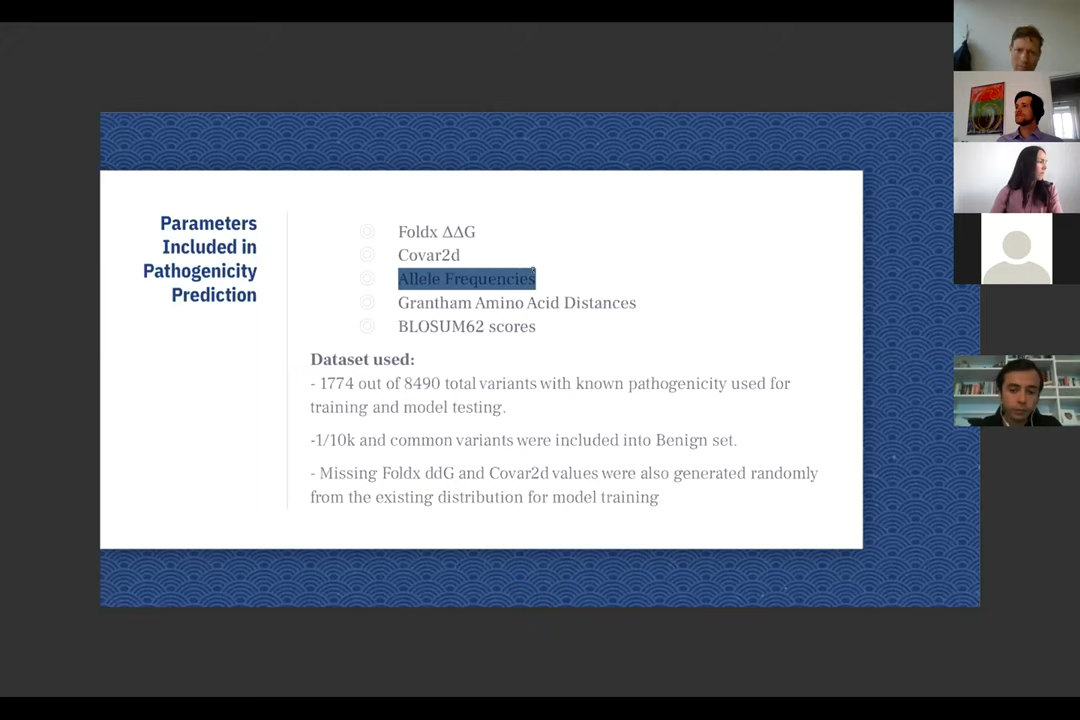 Parameters
Included in
Pathogenicity
Prediction
Foldx ΔΔG
Covar2d
Allele Frequencies
Grantham Amino Acid Distances
BLOSUM62 scores
Dataset used:
- 1774 out of 8490 total variants with known pathogenicity used for
training and model testing.
-1/10k and common variants were included into Benign set.
- Missing Foldx ddG and Covar2d values were also generated randomly
from the existing distribution for model training